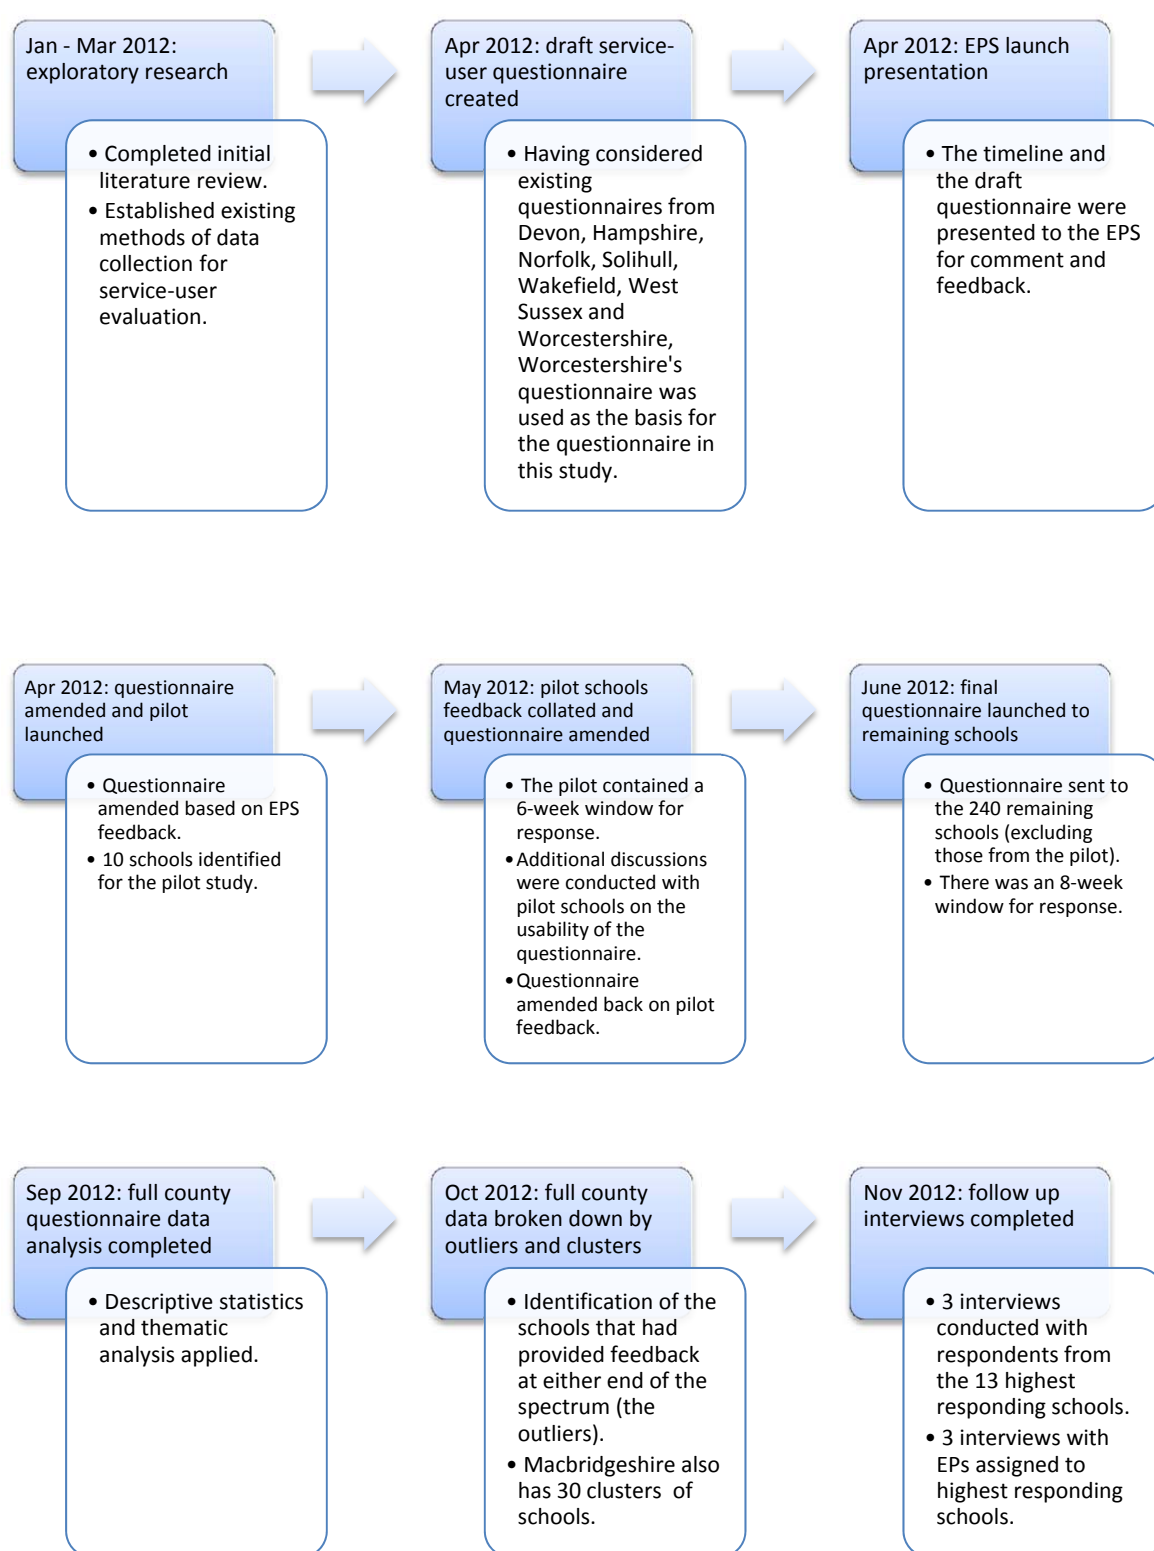 Jan - Mar 2012:
exploratory research
• Completed initial
literature review.
• Established existing
methods of data
collection for
service-user
evaluation.
Apr 2012: draft service-
user questionnaire
created
• Having considered
existing
questionnaires from
Devon, Hampshire,
Norfolk, Solihull,
Wakefield, West
Sussex and
Worcestershire,
Worcestershire's
questionnaire was
used as the basis for
the questionnaire in
this study.
Apr 2012: EPS launch
presentation
• The timeline and
the draft
questionnaire were
presented to the EPS
for comment and
feedback.
Apr 2012: questionnaire
amended and pilot
launched
• Questionnaire
amended based on EPS
feedback.
• 10 schools identified
for the pilot study.
May 2012: pilot schools
feedback collated and
questionnaire amended
• The pilot contained a
6-week window for
response.
• Additional discussions
were conducted with
pilot schools on the
usability of the
questionnaire.
• Questionnaire
amended back on pilot
feedback.
June 2012: final
questionnaire launched to
remaining schools
• Questionnaire sent to
the 240 remaining
schools (excluding
those from the pilot).
• There was an 8-week
window for response.
Sep 2012: full county
questionnaire data
analysis completed
• Descriptive statistics
and thematic
analysis applied.
Oct 2012: full county
data broken down by
outliers and clusters
• Identification of the
schools that had
provided feedback
at either end of the
spectrum (the
outliers).
• Macbridgeshire also
has 30 clusters of
schools.
Nov 2012: follow up
interviews completed
• 3 interviews
conducted with
respondents from
the 13 highest
responding schools.
• 3 interviews with
EPs assigned to
highest responding
schools.